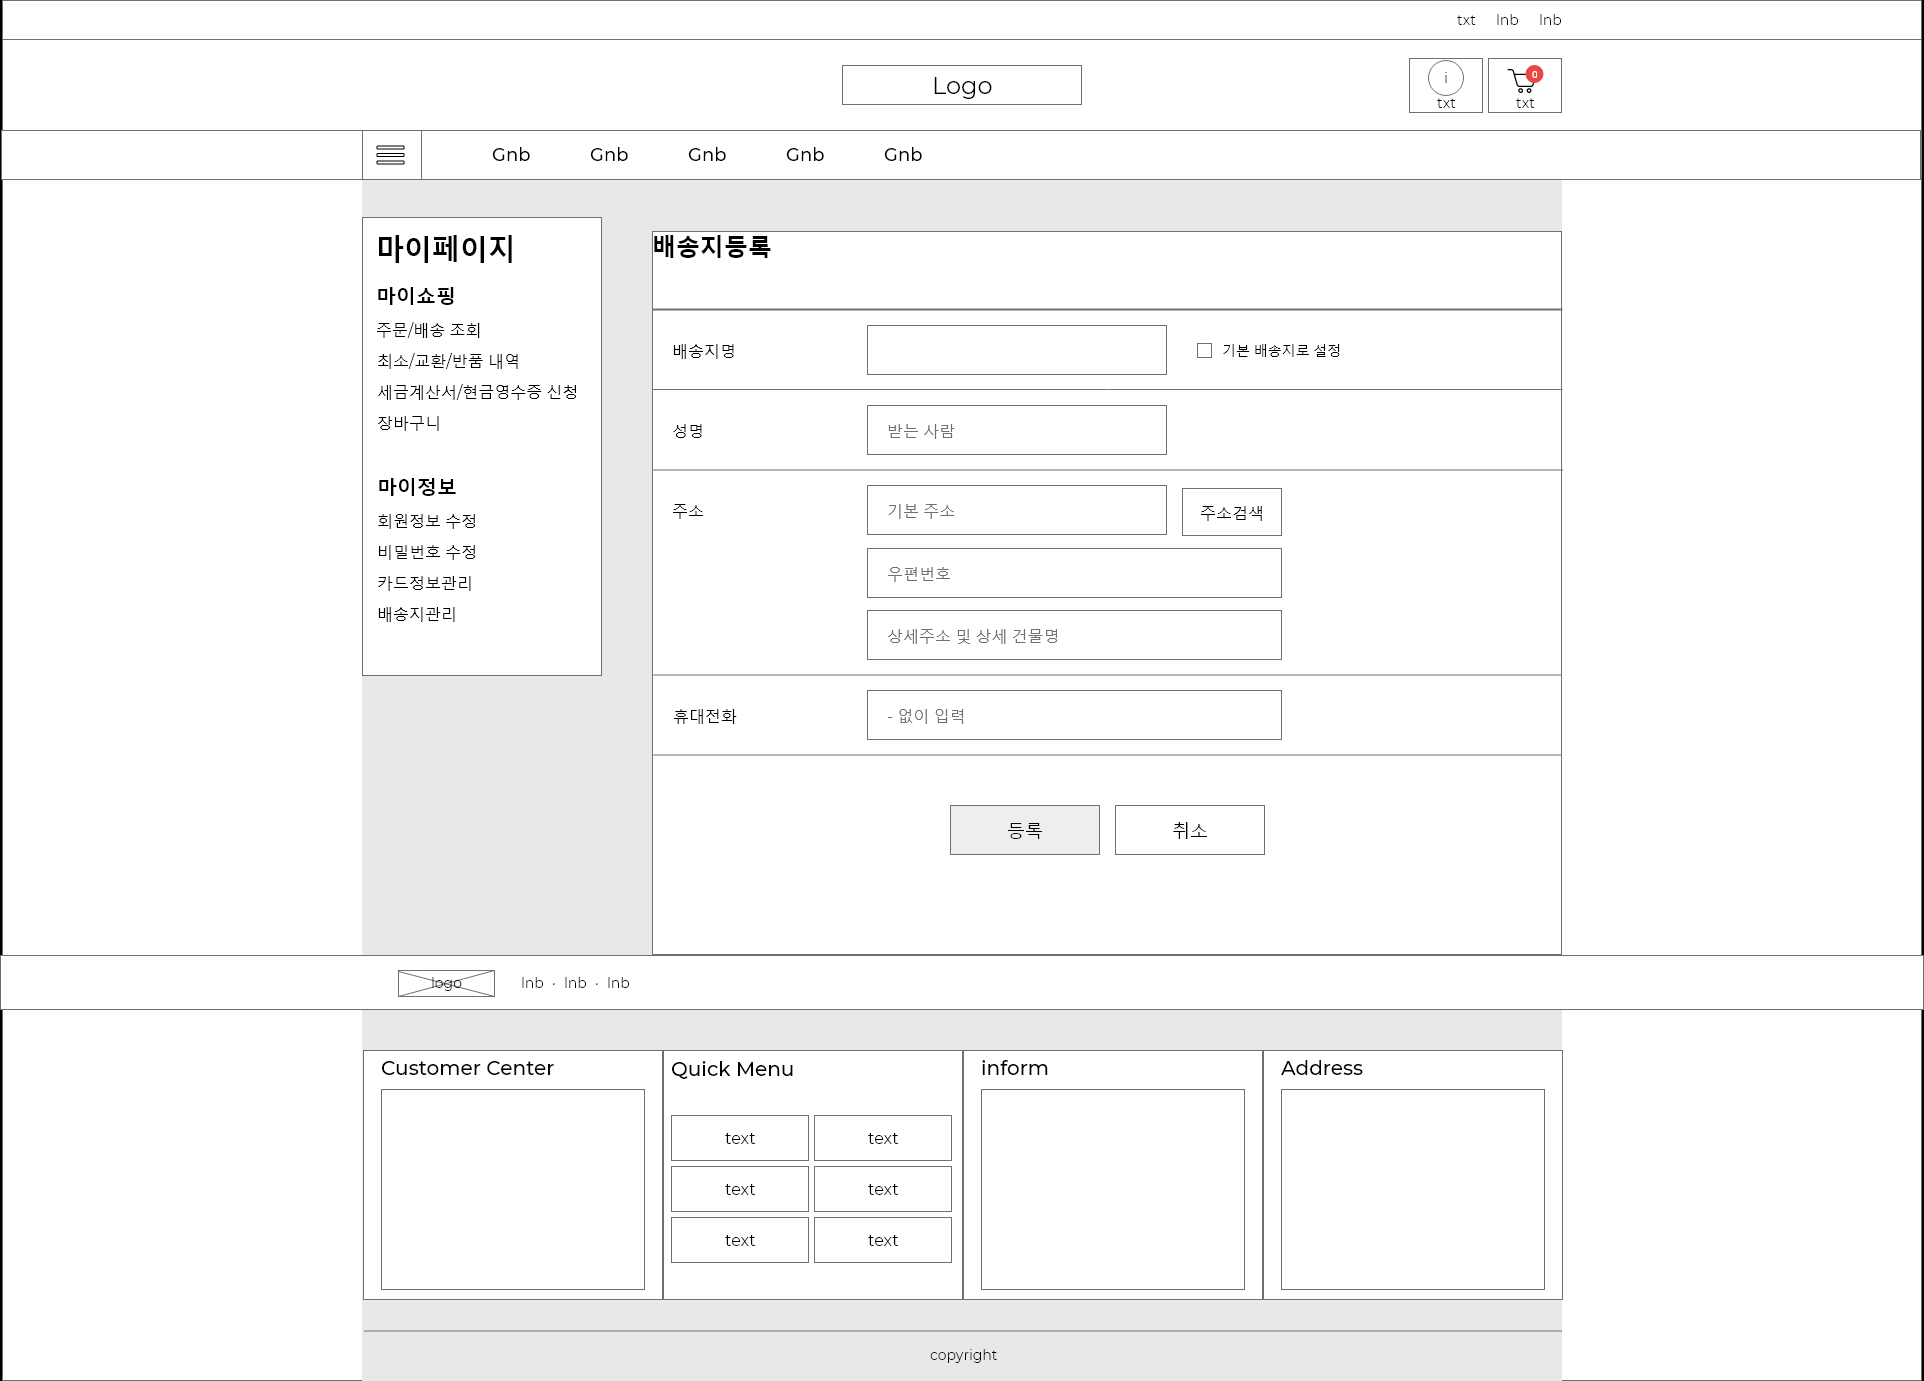 txt lnb lnb
Logo
i
txt
0
txt
Gnb Gnb Gnb Gnb Gnb
마이페이지
마이쇼핑
주문/배송 조회
최소/교환/반품 내역
세금계산서/현금영수증 신청
장바구니
마이정보
회원정보 수정
비밀번호 수정
카드정보관리
배송지관리
배송지등록
배송지명
기본 배송지로 설정
성명
받는 사람
주소
기본 주소
주소검색
우편번호
상세주소 및 상세 건물명
휴대전화
- 없이 입력
등록
취소
logo
lnb · lnb · lnb
Customer Center
Quick Menu
text text
text text
text text
inform
Address
copyright